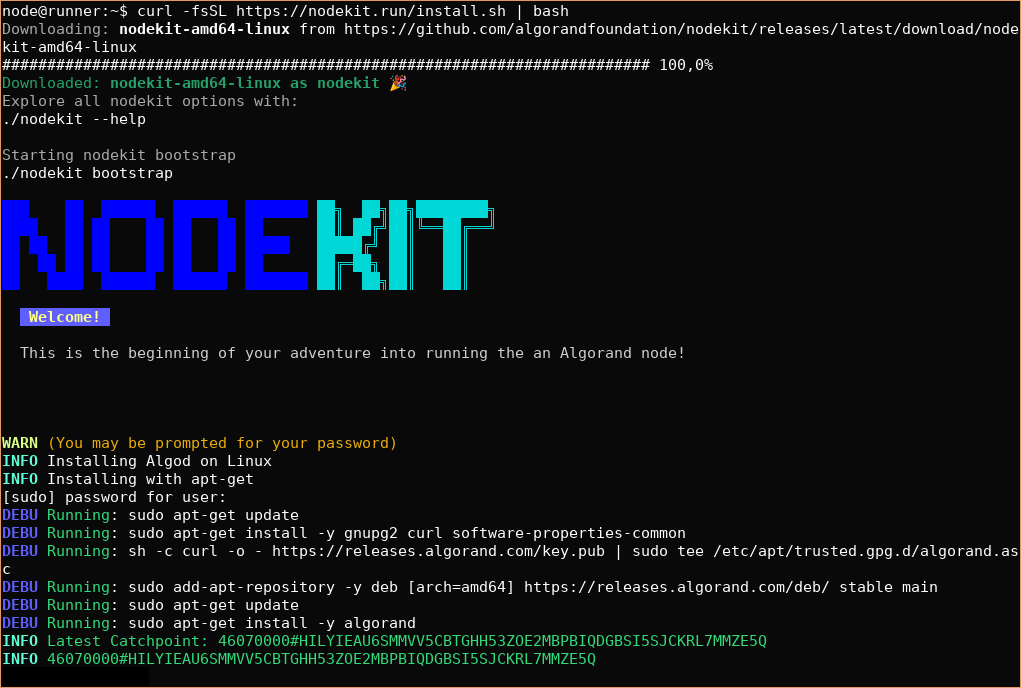 node@runner:~$ curl -fsSL https://nodekit.run/install.sh | bash
Downloading: nodekit-amd64-linux from https://github.com/algorandfoundation/nodekit/releases/latest/download/node
kit-amd64-linux
######################################################################## 100,0%
Downloaded: nodekit-amd64-linux as nodekit 🎉
Explore all nodekit options with:
./nodekit --help
Starting nodekit bootstrap
./nodekit bootstrap
NODEKIT
Welcome!
This is the beginning of your adventure into running the an Algorand node!
WARN (You may be prompted for your password)
INFO Installing Algod on Linux
INFO Installing with apt-get
[sudo] password for user:
DEBU Running: sudo apt-get update
DEBU Running: sudo apt-get install -y gnupg2 curl software-properties-common
DEBU Running: sh -c curl -o - https://releases.algorand.com/key.pub | sudo tee /etc/apt/trusted.gpg.d/algorand.as
c
DEBU Running: sudo add-apt-repository -y deb [arch=amd64] https://releases.algorand.com/deb/ stable main
DEBU Running: sudo apt-get update
DEBU Running: sudo apt-get install -y algorand
INFO Latest Catchpoint: 46070000#HILYIEAU6SMMVV5CBTGHH53ZOE2MBPBIQDGBSI5SJCKRL7MMZE5Q
INFO 46070000#HILYIEAU6SMMVV5CBTGHH53ZOE2MBPBIQDGBSI5SJCKRL7MMZE5Q